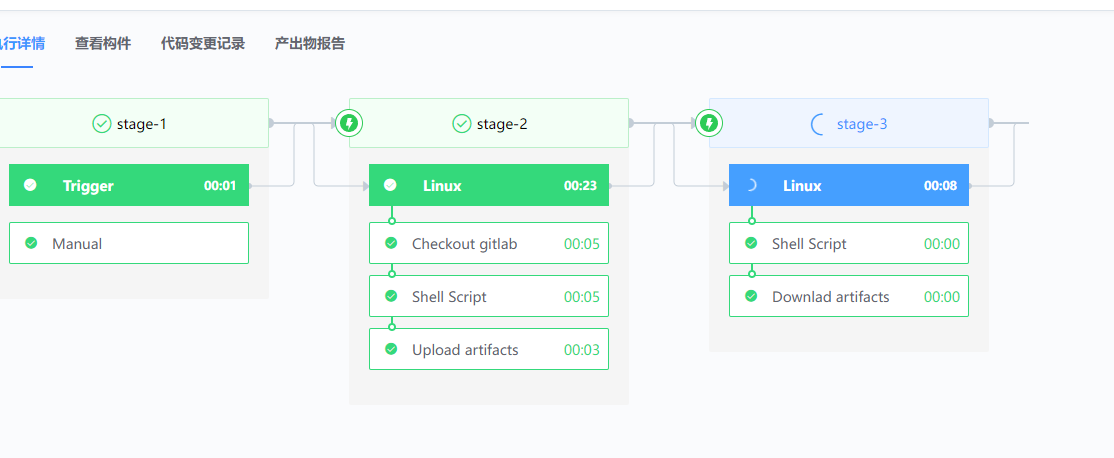 行详情 查看构件 代码变更记录 产出物报告
stage-1
Trigger 00:01
Manual
stage-2
Linux 00:23
Checkout gitlab 00:05
Shell Script 00:05
Upload artifacts 00:03
stage-3
Linux 00:08
Shell Script 00:00
Downlad artifacts 00:00